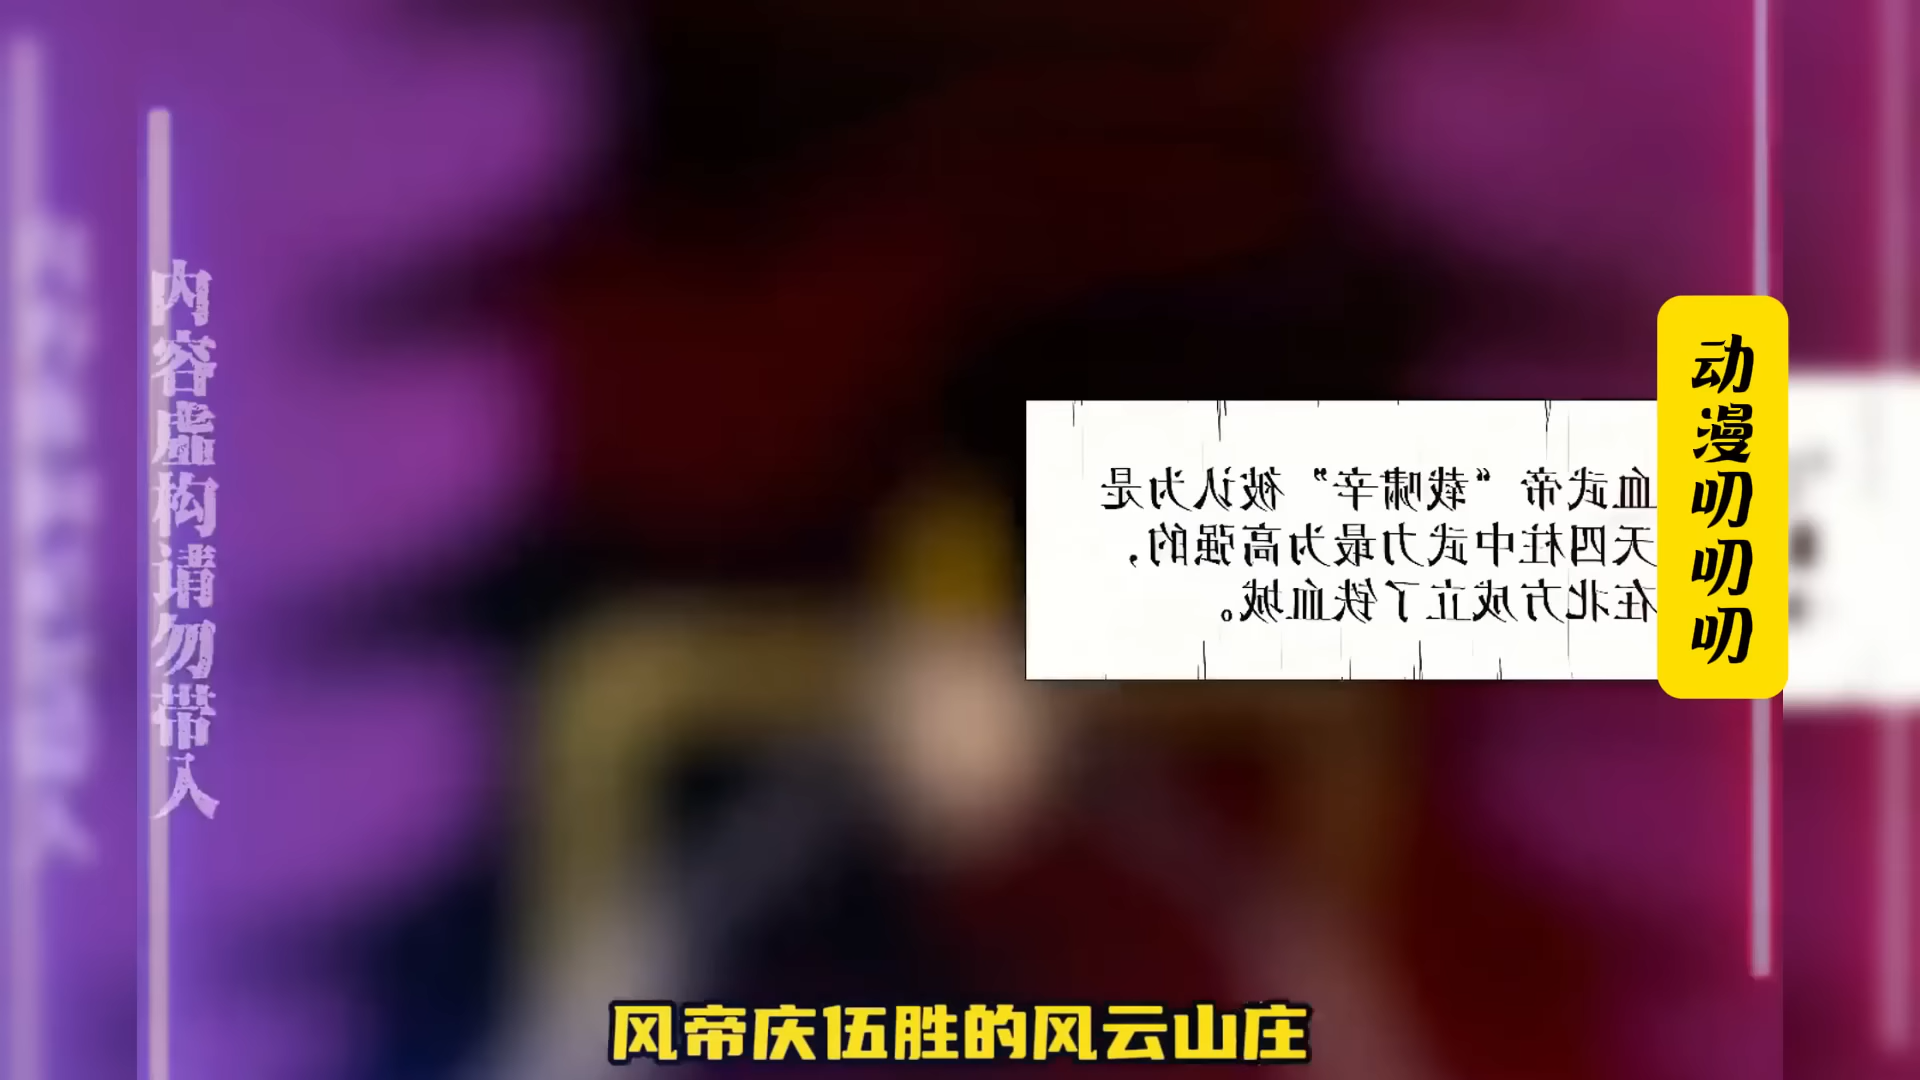 内容虚构请勿带入
动漫叨叨叨
血武帝“载啸辛”被认为是
天四柱中武力最为高强的,
在北方成立了铁血城。
风帝庆伍胜的风云山庄